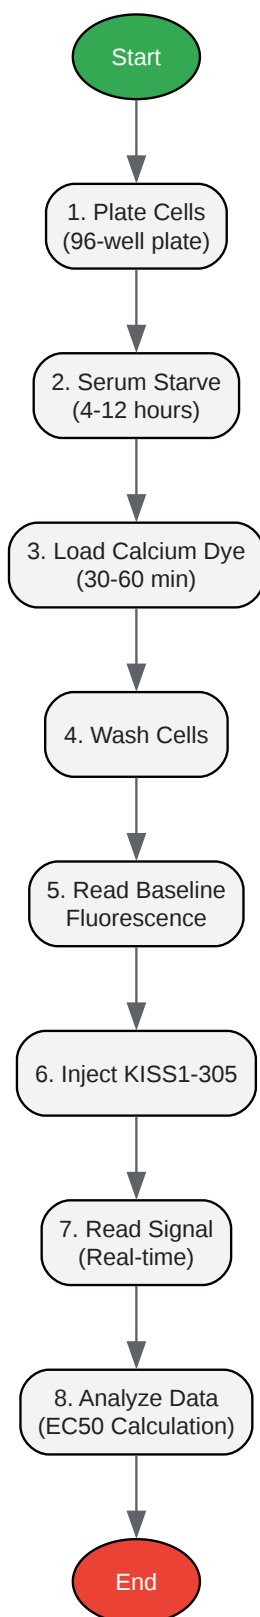 Start
1. Plate Cells
(96-well plate)
2. Serum Starve
(4-12 hours)
3. Load Calcium Dye
(30-60 min)
4. Wash Cells
5. Read Baseline
Fluorescence
6. Inject KISS1-305
7. Read Signal
(Real-time)
8. Analyze Data
(EC50 Calculation)
End